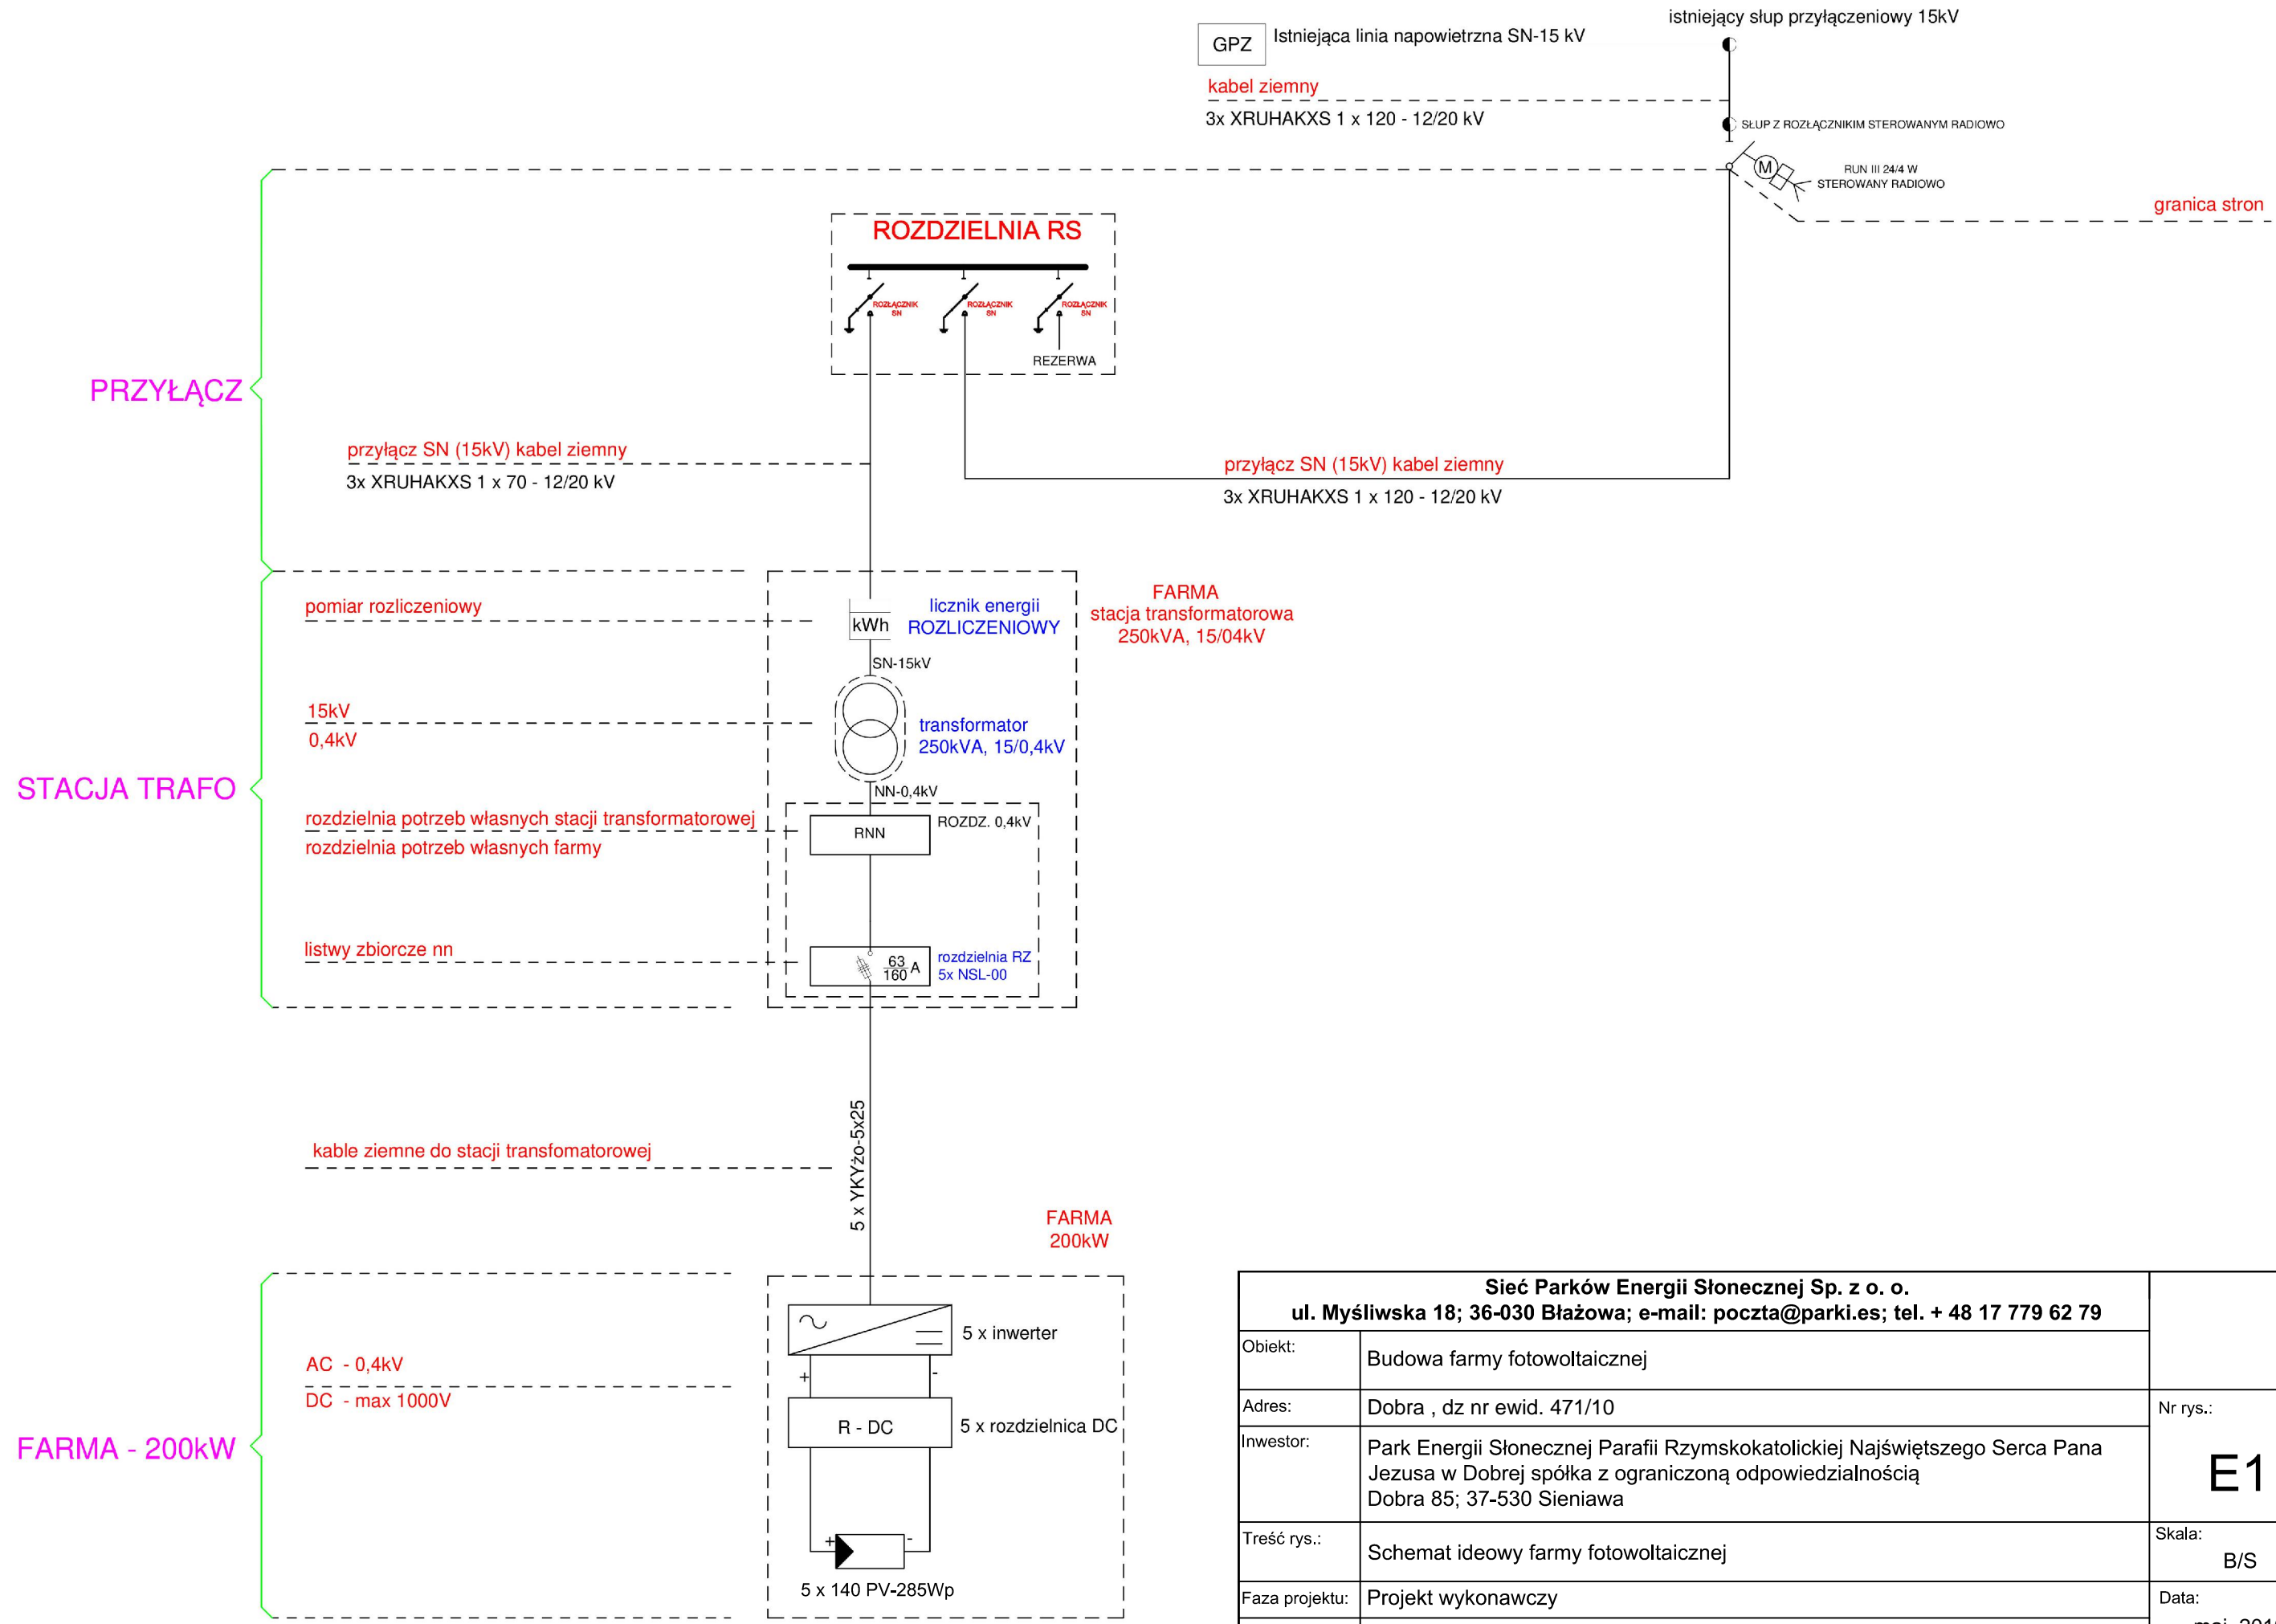 istniejący słup przyłączeniowy 15kV
GPZ
Istniejąca linia napowietrzna SN-15 kV
kabel ziemny
3x XRUHAKXS 1 x 120 - 12/20 kV
SŁUP Z ROZŁĄCZNIKIM STEROWANYM RADIOWO
M
RUN III 24/4 W
STEROWANY RADIOWO
granica stron
ROZDZIELNIA RS
ROZŁĄCZNIK
SN
ROZŁĄCZNIK
SN
ROZŁĄCZNIK
SN
REZERWA
PRZYŁĄCZ
przyłącz SN (15kV) kabel ziemny
3x XRUHAKXS 1 x 70 - 12/20 kV
przyłącz SN (15kV) kabel ziemny
3x XRUHAKXS 1 x 120 - 12/20 kV
pomiar rozliczeniowy
kWh
licznik energii
ROZLICZENIOWY
FARMA
stacja transformatorowa
250kVA, 15/04kV
SN-15kV
15kV
0,4kV
transformator
250kVA, 15/0,4kV
STACJA TRAFO
NN-0,4kV
rozdzielnia potrzeb własnych stacji transformatorowej
rozdzielnia potrzeb własnych farmy
RNN
ROZDZ. 0,4kV
listwy zbiorcze nn
63
160 A
rozdzielnia RZ
5x NSL-00
kable ziemne do stacji transfomatorowej
5 x YKYżo-5x25
FARMA
200kW
5 x inwerter
AC - 0,4kV
DC - max 1000V
+
-
R - DC
5 x rozdzielnica DC
FARMA - 200kW
+
-
5 x 140 PV-285Wp
Sieć Parków Energii Słonecznej Sp. z o. o.
ul. Myśliwska 18; 36-030 Błażowa; e-mail: poczta@parki.es; tel. + 48 17 779 62 79
Obiekt:
Budowa farmy fotowoltaicznej
Adres:
Dobra , dz nr ewid. 471/10
Nr rys.:
E1
Inwestor:
Park Energii Słonecznej Parafii Rzymskokatolickiej Najświętszego Serca Pana
Jezusa w Dobrej spółka z ograniczoną odpowiedzialnością
Dobra 85; 37-530 Sieniawa
Treść rys.:
Schemat ideowy farmy fotowoltaicznej
Skala:
B/S
Faza projektu:
Projekt wykonawczy
Data: